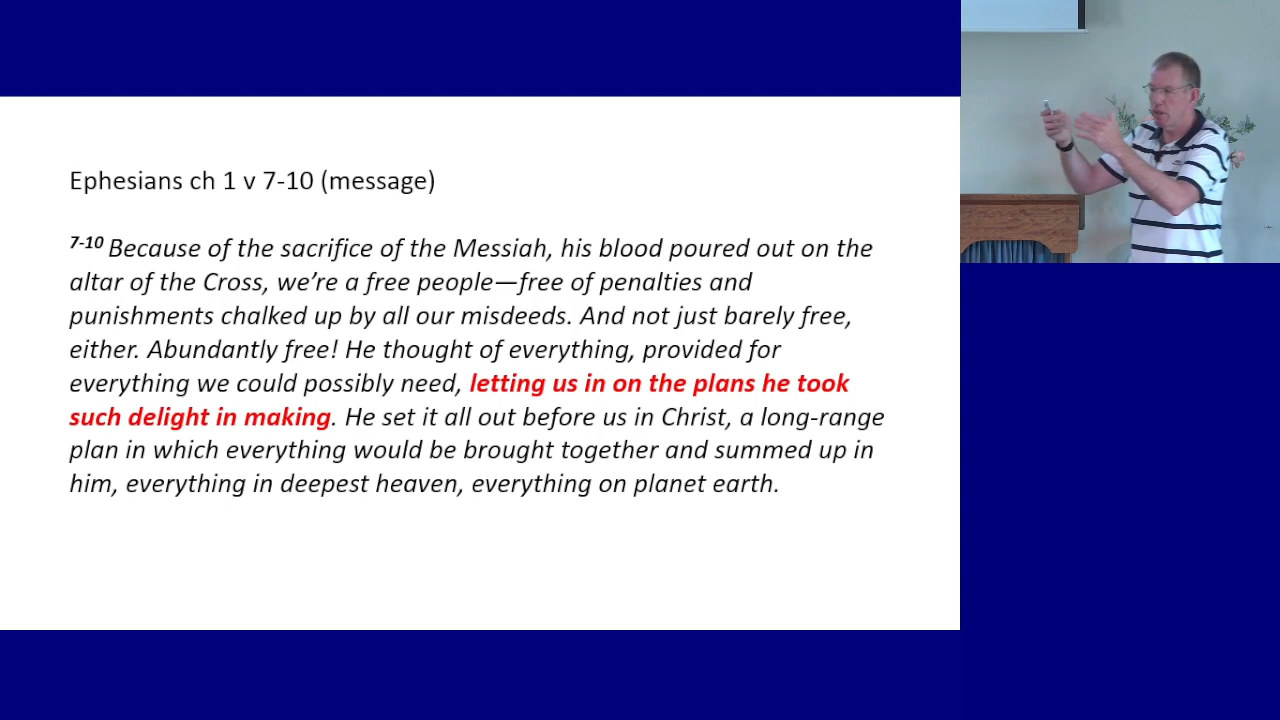 Ephesians ch 1 v 7-10 (message)
7-10 Because of the sacrifice of the Messiah, his blood poured out on the
altar of the Cross, we’re a free people—free of penalties and
punishments chalked up by all our misdeeds. And not just barely free,
either. Abundantly free! He thought of everything, provided for
everything we could possibly need, letting us in on the plans he took
such delight in making. He set it all out before us in Christ, a long-range
plan in which everything would be brought together and summed up in
him, everything in deepest heaven, everything on planet earth.